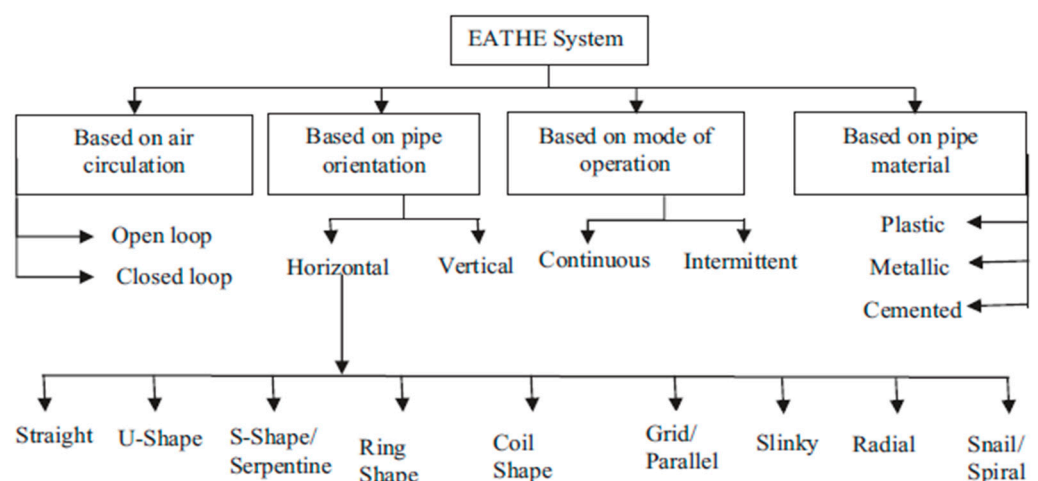 EATHE System
Based on air
circulation
Based on pipe
orientation
Based on mode of
operation
Based on pipe
material
Open loop
Closed loop
Horizontal
Vertical
Continuous
Intermittent
Plastic
Metallic
Cemented
Straight
U-Shape
S-Shape/
Serpentine
Ring
Shape
Coil
Shape
Grid/
Parallel
Slinky
Radial
Snail/
Spiral